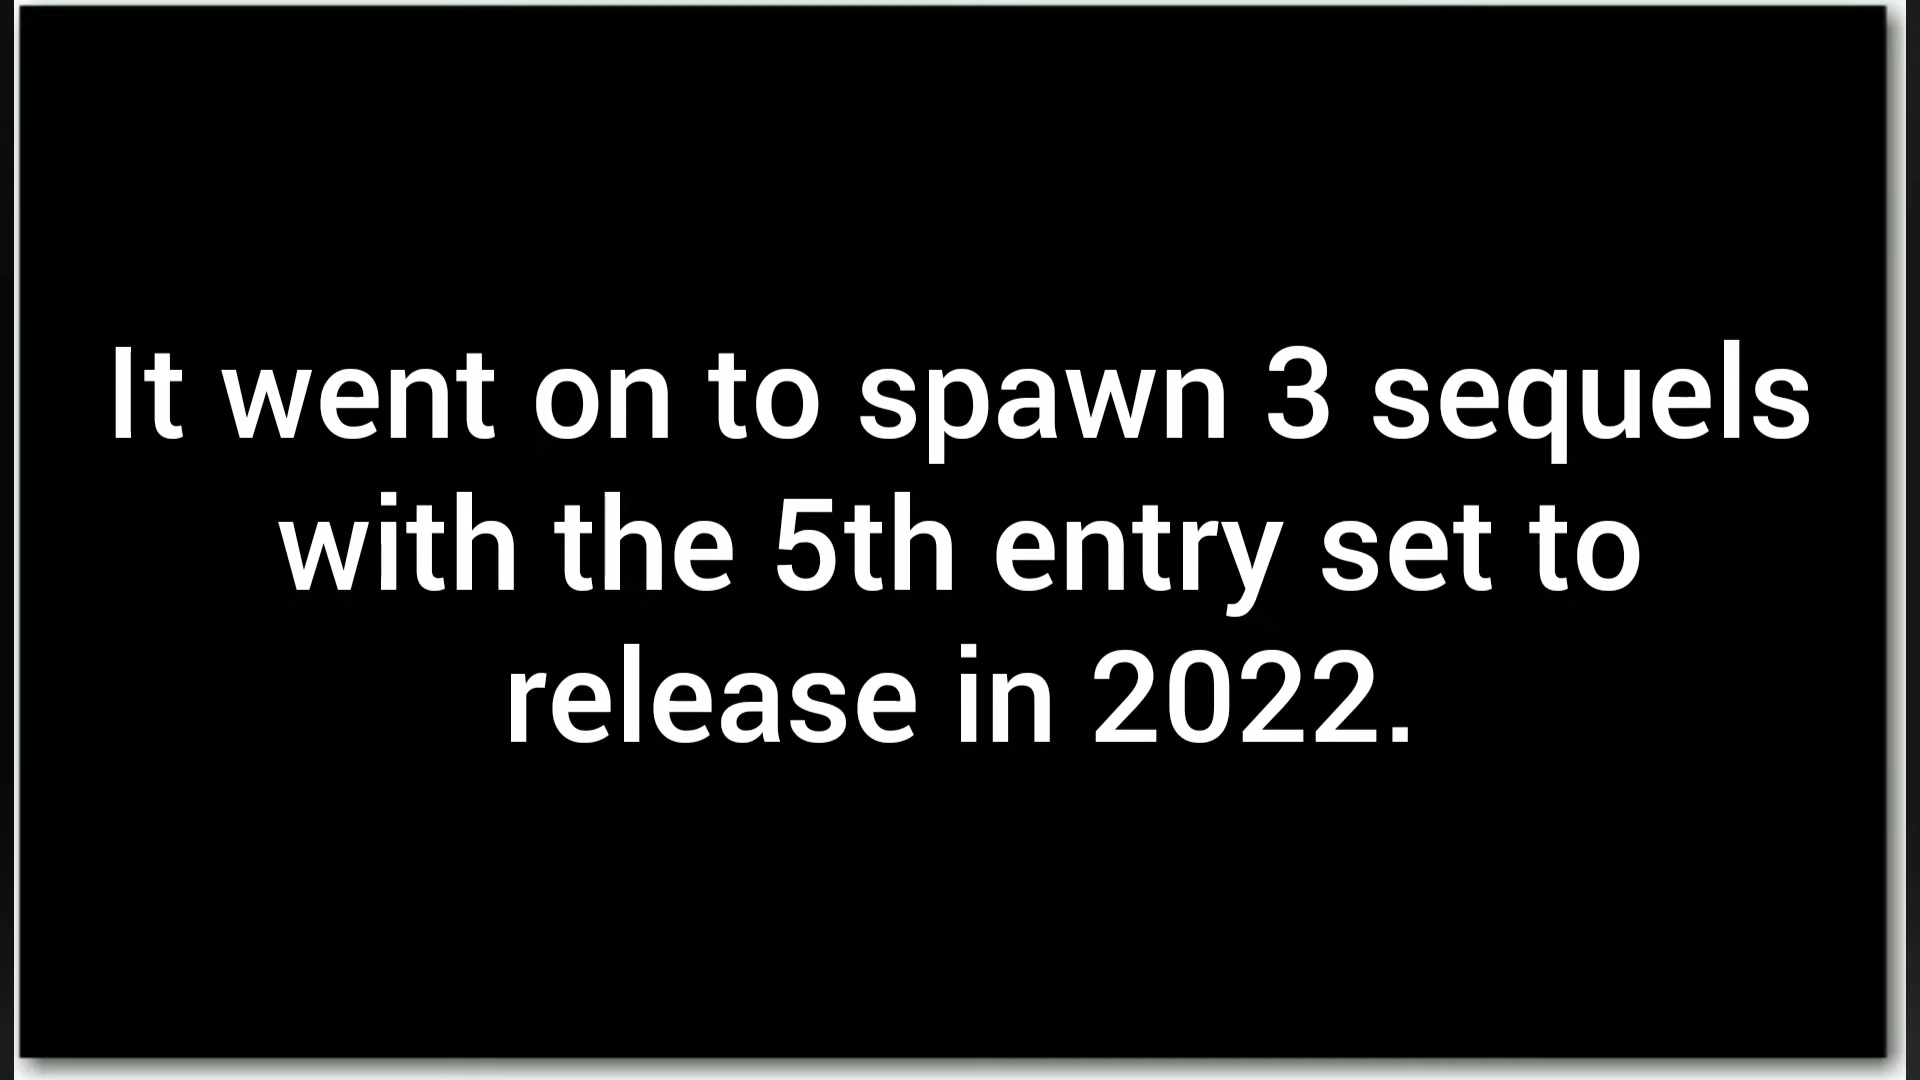 It went on to spawn 3 sequels
with the 5th entry set to
release in 2022.